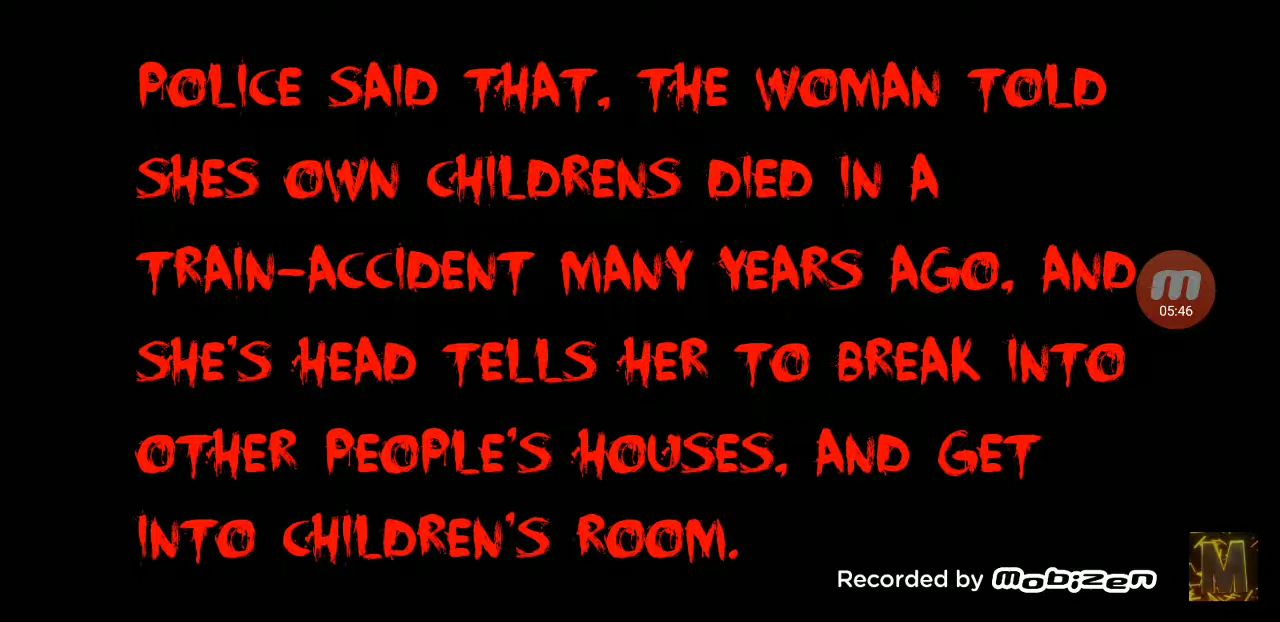 POLICE SAID THAT, THE WOMAN TOLD
SHES OWN CHILDRENS DIED IN A
TRAIN-ACCIDENT MANY YEARS AGO, AND
SHE'S HEAD TELLS HER TO BREAK INTO
OTHER PEOPLE'S HOUSES, AND GET
INTO CHILDREN'S ROOM.
m
05:46
Recorded by mobizen
M